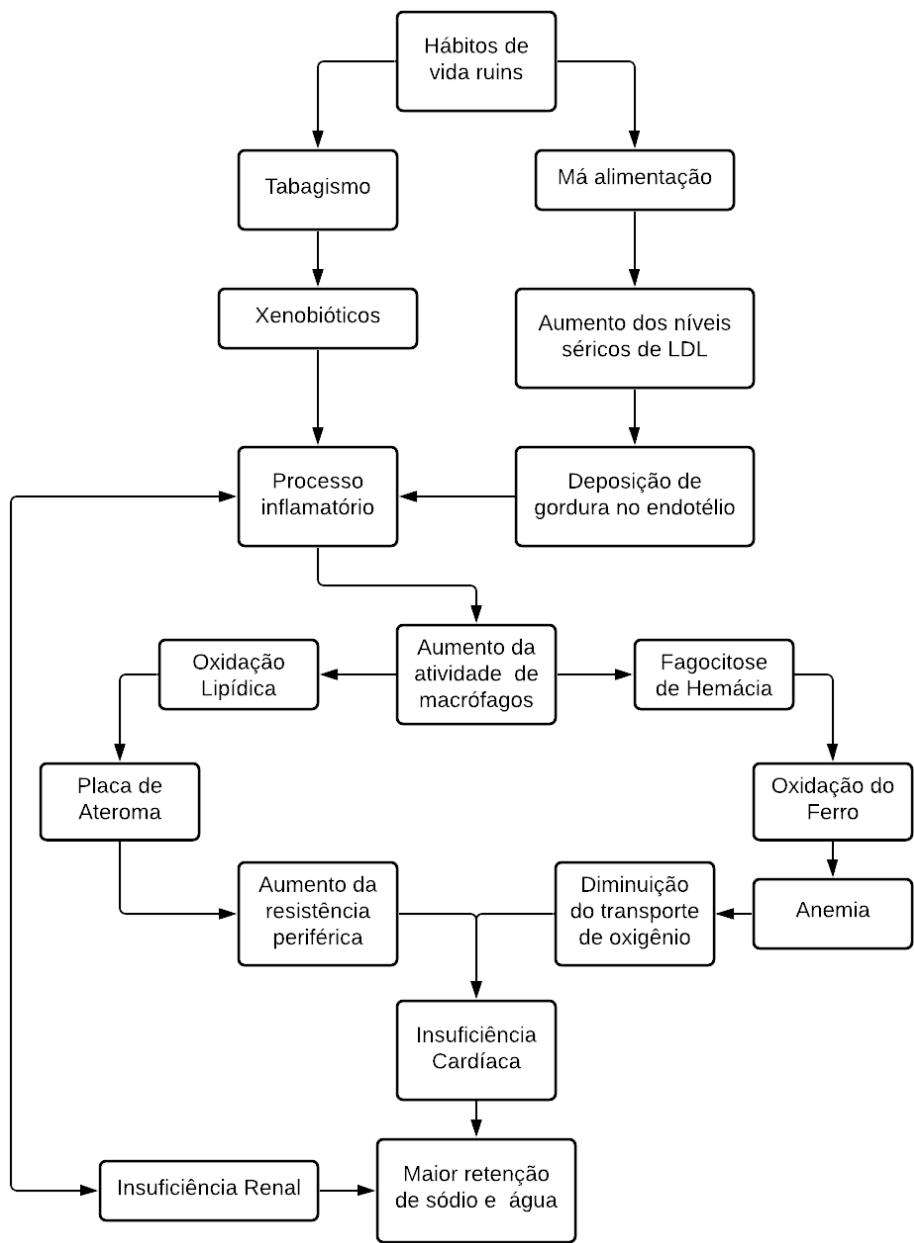 Hábitos de
vida ruins
Tabagismo
Má alimentação
Xenobióticos
Aumento dos níveis
séricos de LDL
Processo
inflamatório
Deposição de
gordura no endotélio
Oxidação
Lipídica
Aumento da
atividade de
macrófagos
Fagocitose
de Hemácia
Placa de
Ateroma
Oxidação do
Ferro
Aumento da
resistência
periférica
Diminuição
do transporte
de oxigênio
Anemia
Insuficiência
Cardíaca
Insuficiência Renal
Maior retenção
de sódio e água